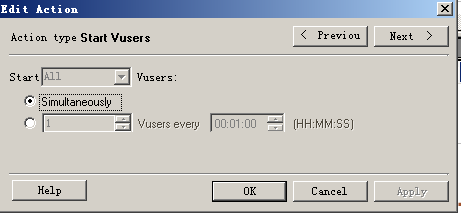 Edit Action
Action type Start Vusers
< Previou
Next >
Start All Vusers:
Simultaneously
1 Vusers every 00:01:00 (HH:MM:SS)
Help OK Cancel Apply